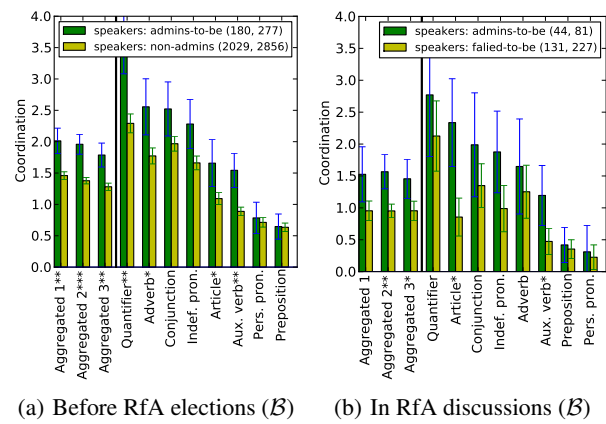 4.0
3.5
3.0
2.5
2.0
1.5
1.0
0.5
0.0
Coordination
speakers: admins-to-be (180, 277)
speakers: non-admins (2029, 2856)
Aggregated 1**
Aggregated 2***
Aggregated 3**
Quantifier**
Adverb*
Conjunction
Indef. pron.
Article*
Aux. verb**
Pers. pron.
Preposition
(a) Before RfA elections (ℬ)
4.0
3.5
3.0
2.5
2.0
1.5
1.0
0.5
0.0
Coordination
speakers: admins-to-be (44, 81)
speakers: falied-to-be (131, 227)
Aggregated 1
Aggregated 2**
Aggregated 3*
Quantifier
Article*
Conjunction
Indef. pron.
Adverb
Aux. verb*
Preposition
Pers. pron.
(b) In RfA discussions (ℬ)